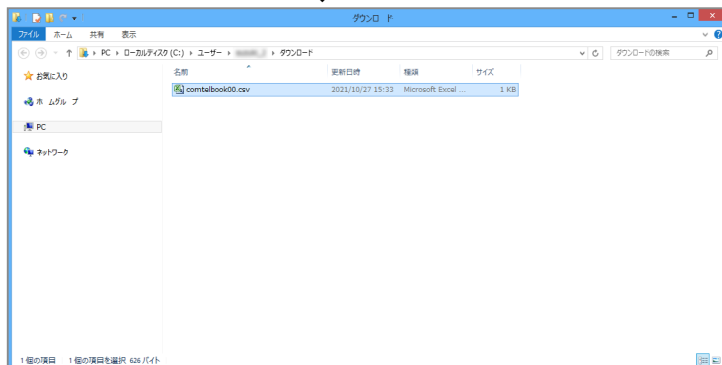 ダウンロード
ファイル ホーム 共有 表示
PC ローカルディスク (C:) ユーザー ダウンロード ダウンロードの検索
お気に入り
ホームグループ
PC
ネットワーク
名前 更新日時 種類 サイズ
comtelbook00.csv 2021/10/27 15:33 Microsoft Excel ... 1 KB
1 個の項目 1 個の項目を選択 626 バイト